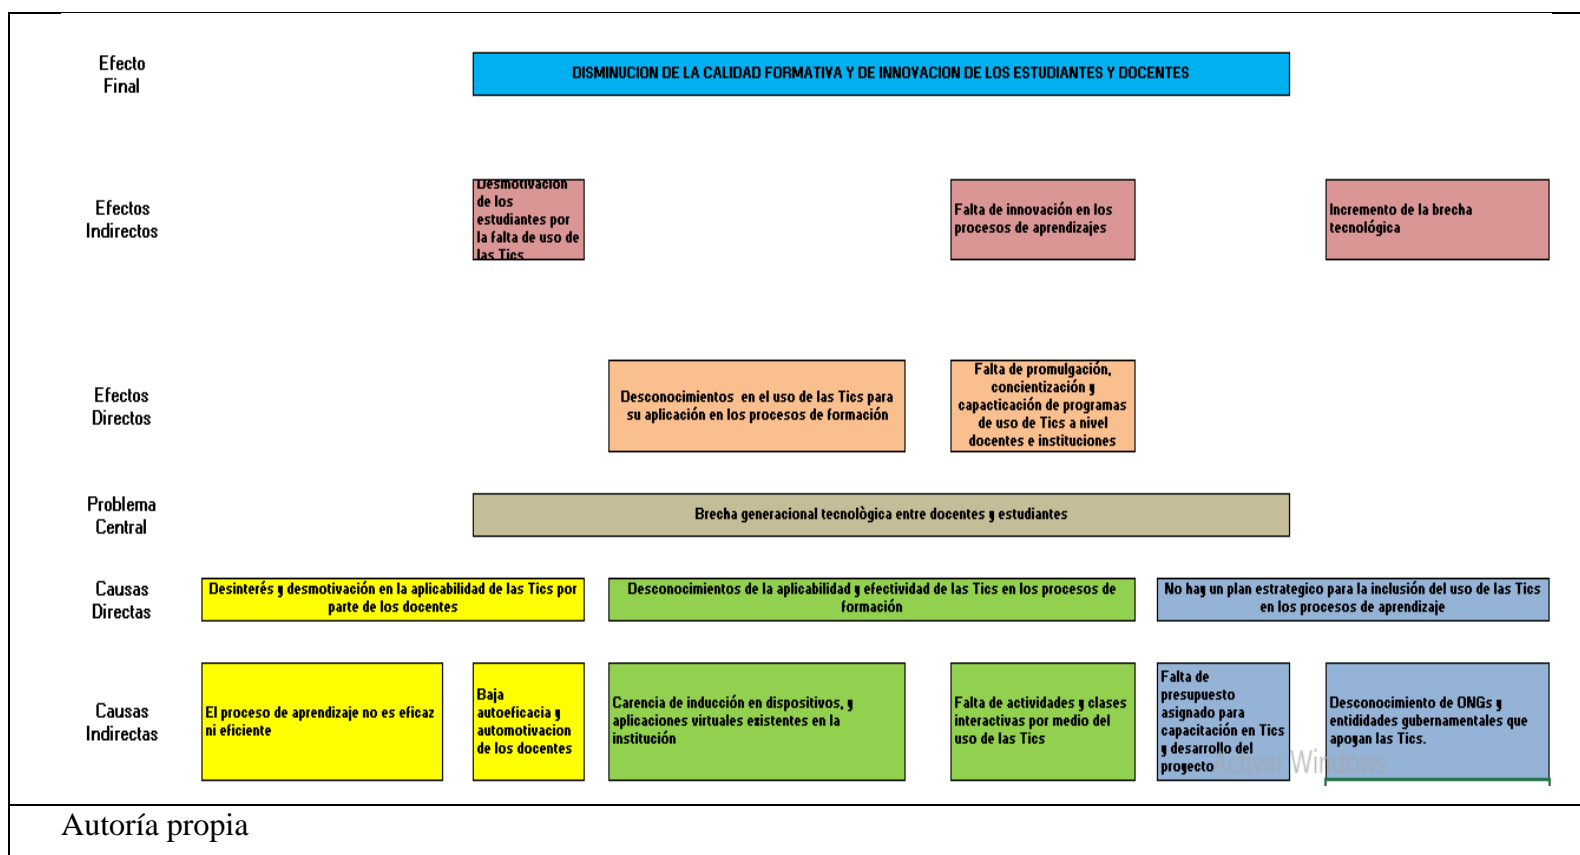 Efecto
Final
DISMINUCION DE LA CALIDAD FORMATIVA Y DE INNOVACION DE LOS ESTUDIANTES Y DOCENTES
Efectos
Indirectos
Desmotivación
de los
estudiantes por
la falta de uso de
las Tics
Falta de innovación en los
procesos de aprendizajes
Incremento de la brecha
tecnológica
Efectos
Directos
Desconocimientos en el uso de las Tics para
su aplicación en los procesos de formación
Falta de promulgación,
concientización y
capacticación de programas
de uso de Tics a nivel
docentes e instituciones
Problema
Central
Brecha generacional tecnològica entre docentes y estudiantes
Causas
Directas
Desinterés y desmotivación en la aplicabilidad de las Tics por
parte de los docentes
Desconocimientos de la aplicabilidad y efectividad de las Tics en los procesos de
formación
No hay un plan estrategico para la inclusión del uso de las Tics
en los procesos de aprendizaje
Causas
Indirectas
El proceso de aprendizaje no es eficaz
ni eficiente
Baja
autoeficacia y
automotivacion
de los docentes
Carencia de inducción en dispositivos, y
aplicaciones virtuales existentes en la
institución
Falta de actividades y clases
interactivas por medio del
uso de las Tics
Falta de
presupuesto
asignado para
capacitación en Tics
y desarrollo del
proyecto
Desconocimiento de ONGs y
entididades gubernamentales que
apoyan las Tics.
Activar Windows
Autoría propia